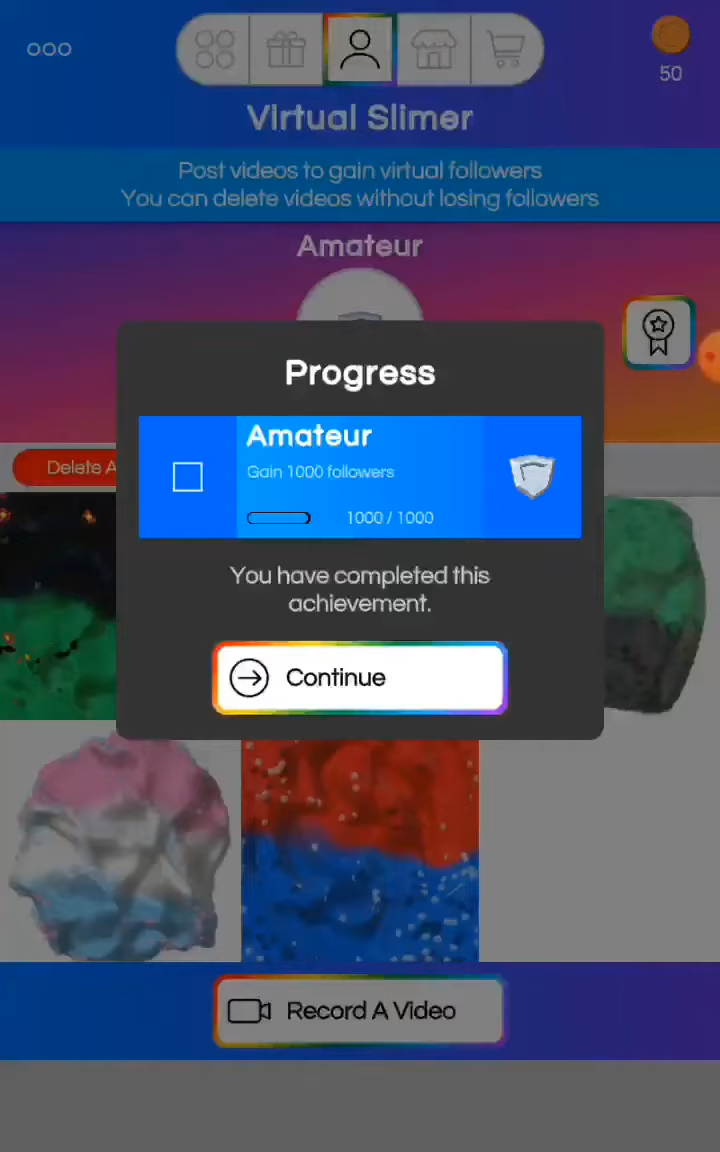 50
Virtual Slimer
Post videos to gain virtual followers
You can delete videos without losing followers
Amateur
Progress
Amateur
Gain 1000 followers
1000 / 1000
Delete A
You have completed this
achievement.
Continue
Record A Video